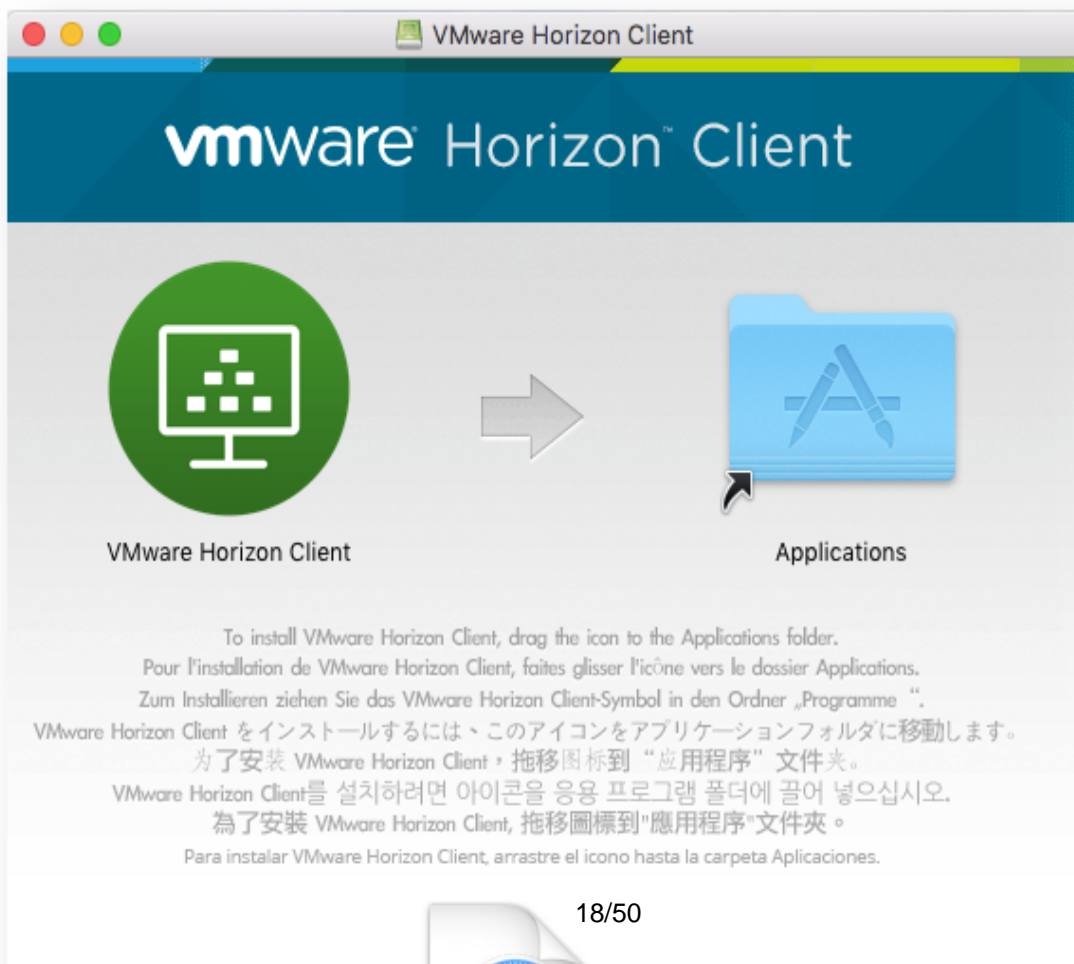 VMware Horizon Client
vmware® Horizon™ Client
VMware Horizon Client
Applications
To install VMware Horizon Client, drag the icon to the Applications folder.
Pour l'installation de VMware Horizon Client, faites glisser l'icône vers le dossier Applications.
Zum Installieren ziehen Sie das VMware Horizon Client-Symbol in den Ordner „Programme “.
VMware Horizon Client をインストールするには、このアイコンをアプリケーションフォルダに移動します。
为了安装 VMware Horizon Client，拖移图标到“应用程序”文件夹。
VMware Horizon Client를 설치하려면 아이콘을 응용 프로그램 폴더에 끌어 넣으십시오.
為了安裝 VMware Horizon Client, 拖移圖標到"應用程序"文件夾。
Para instalar VMware Horizon Client, arrastre el icono hasta la carpeta Aplicaciones.
18/50